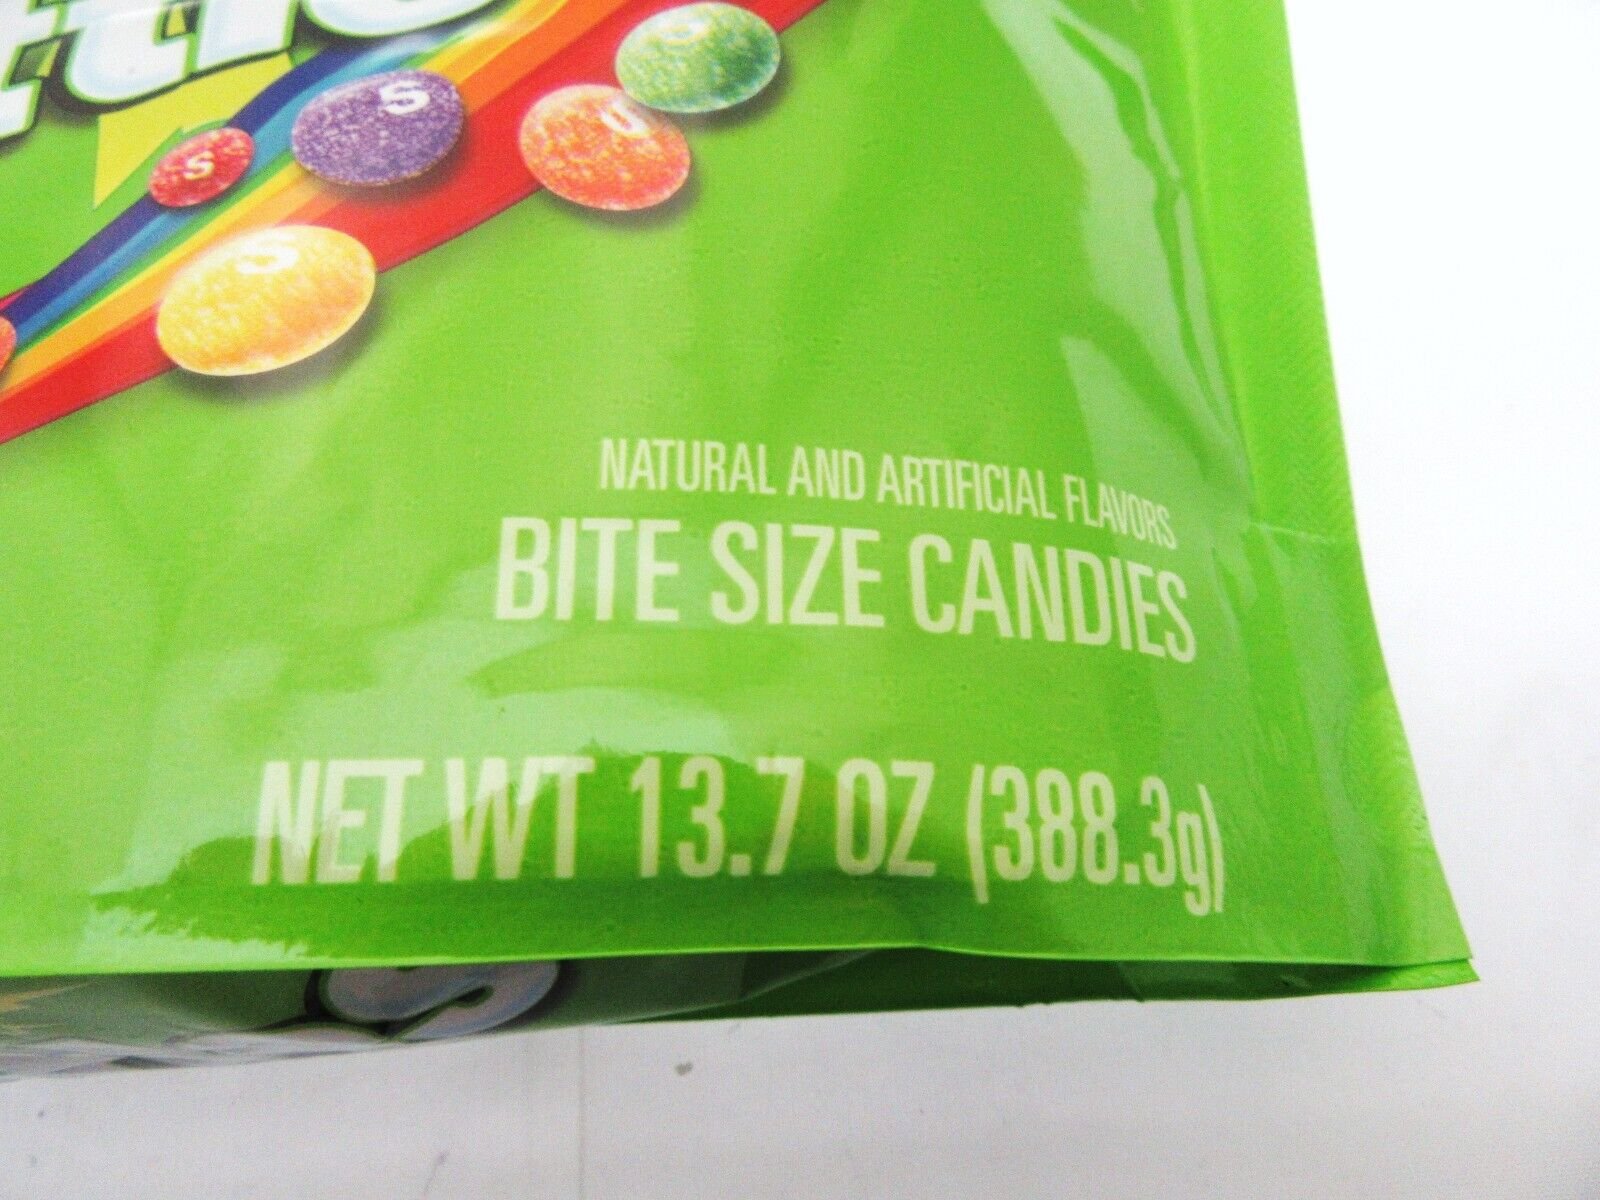 S
S
U
S
S
NATURAL AND ARTIFICIAL FLAVORS
BITE SIZE CANDIES
NET WT 13.7 OZ (388.3g)